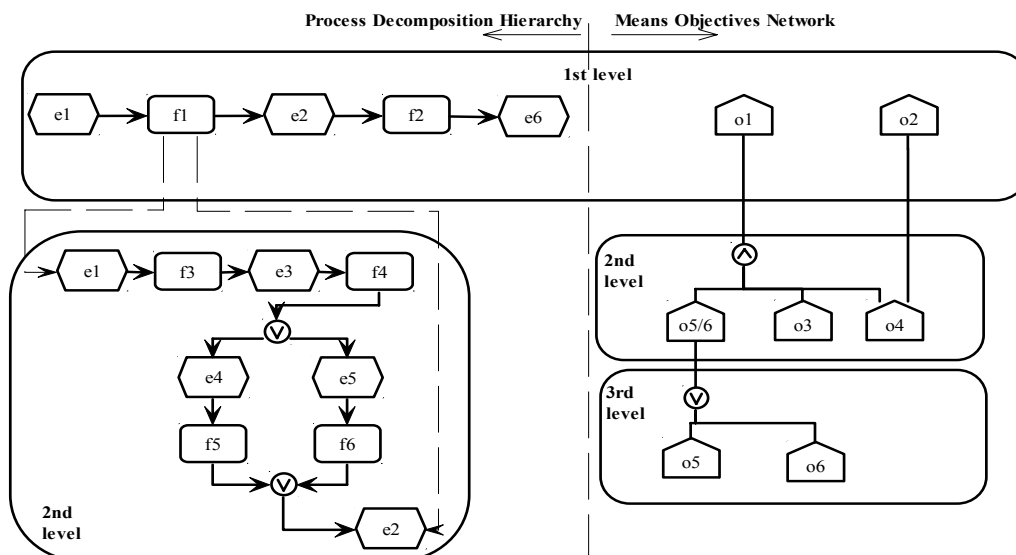 Process Decomposition Hierarchy
Means Objectives Network
1st level
e1
f1
e2
f2
e6
o1
o2
e1
f3
e3
f4
V
e4
e5
f5
f6
V
e2
2nd
level
2nd
level
Λ
o5/6
o3
o4
3rd
level
V
o5
o6